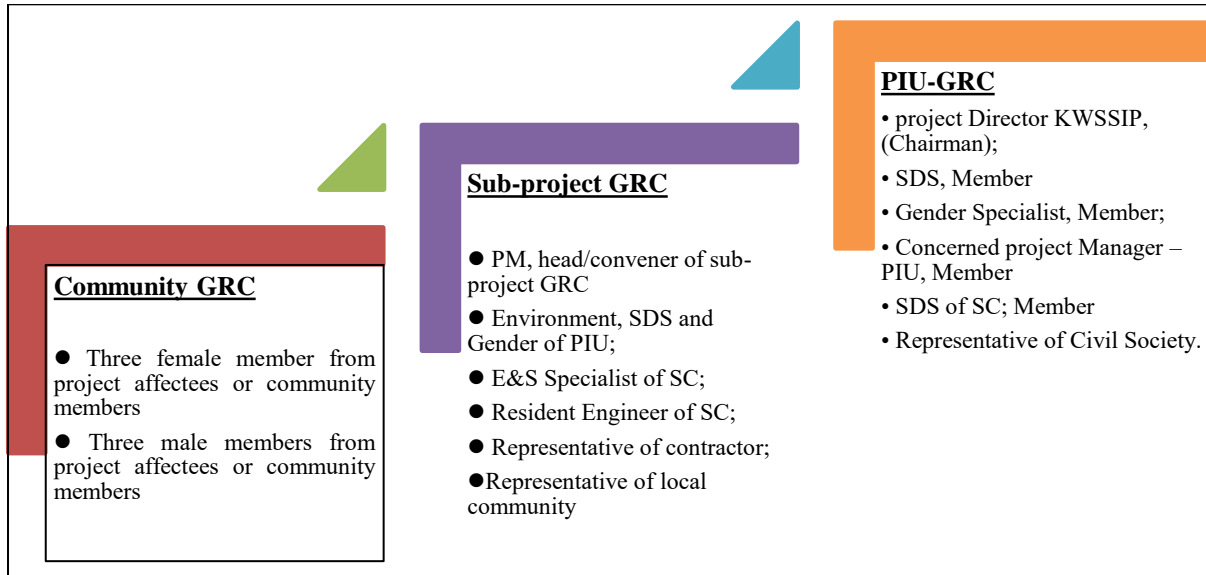 Community GRC
● Three female member from
project affectees or community
members
● Three male members from
project affectees or community
members
Sub-project GRC
● PM, head/convener of sub-
project GRC
● Environment, SDS and
Gender of PIU;
● E&S Specialist of SC;
● Resident Engineer of SC;
● Representative of contractor;
●Representative of local
community
PIU-GRC
• project Director KWSSIP,
(Chairman);
• SDS, Member
• Gender Specialist, Member;
• Concerned project Manager –
PIU, Member
• SDS of SC; Member
• Representative of Civil Society.